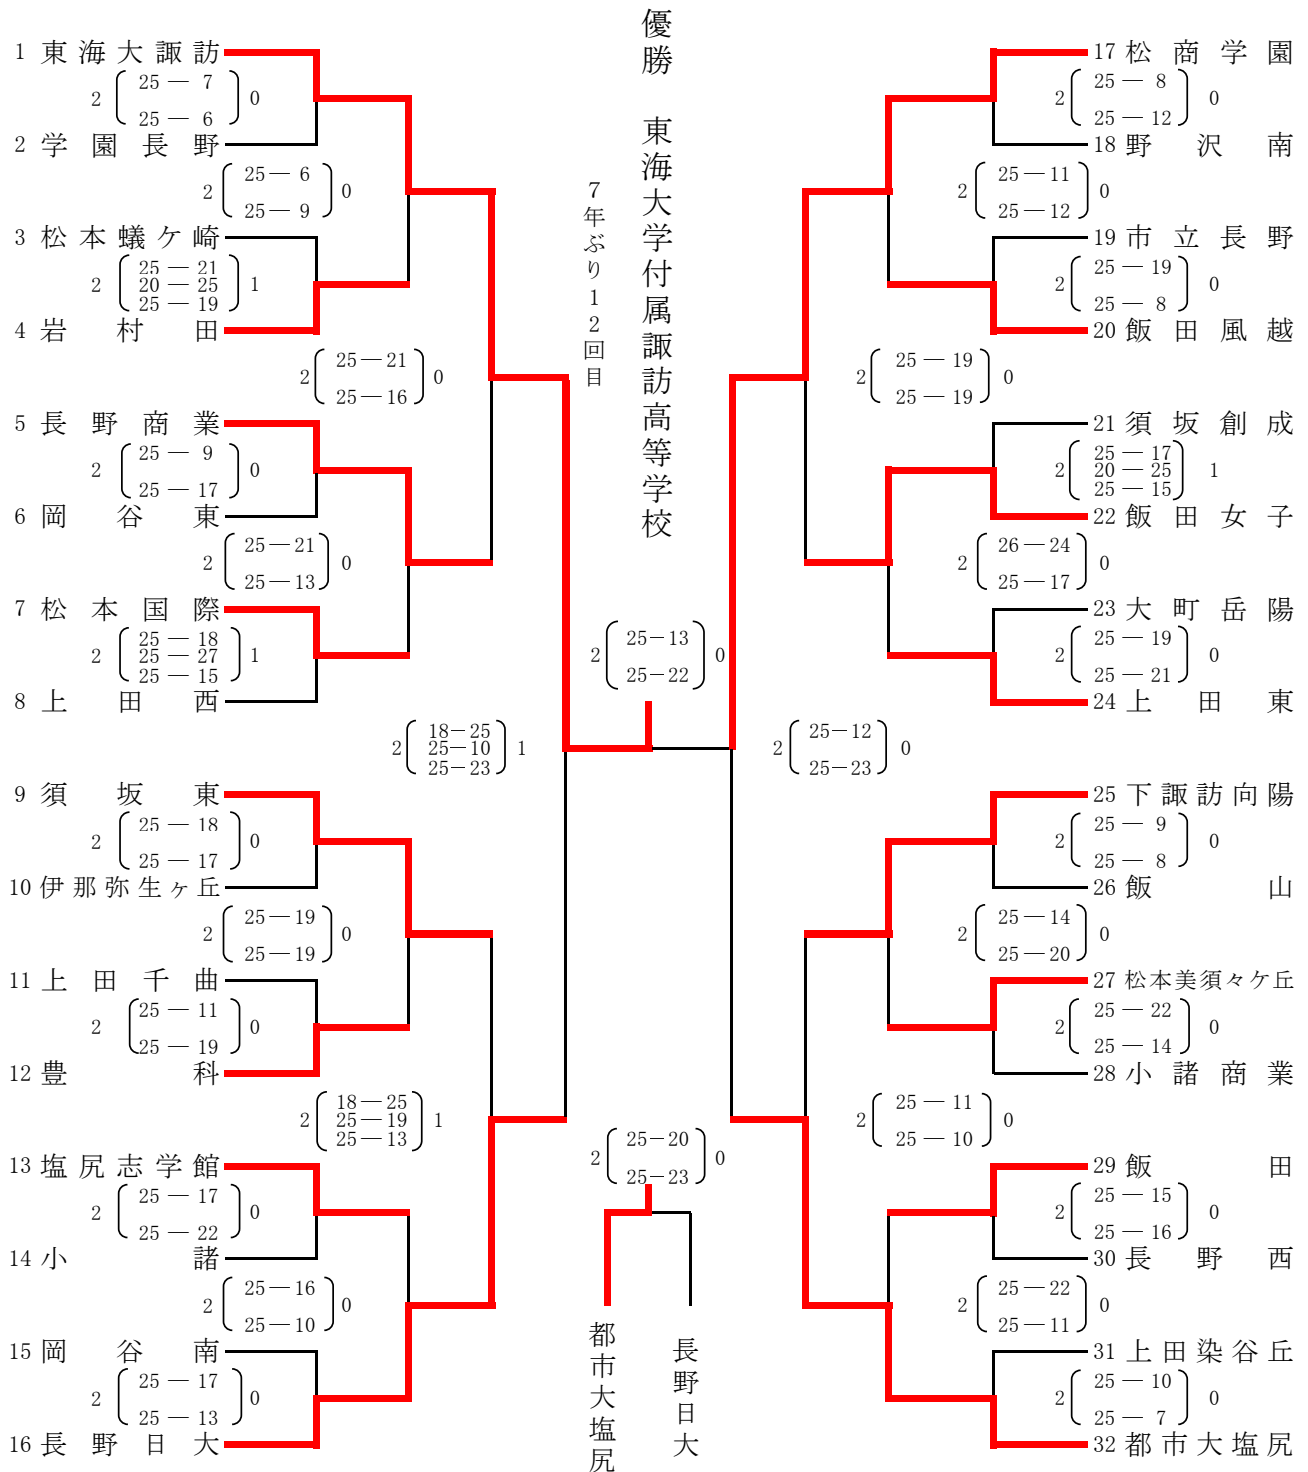 優勝　東海大学付属諏訪高等学校
7年ぶり12回目
1 東海大諏訪
2 25 — 7 0
25 — 6
2 学園長野
2 25 — 6 0
25 — 9
3 松本蟻ケ崎
25 — 21
2 20 — 25 1
25 — 19
4 岩村田
2 25 — 21 0
25 — 16
5 長野商業
2 25 — 9 0
25 — 17
6 岡谷東
2 25 — 21 0
25 — 13
7 松本国際
25 — 18
2 25 — 27 1
25 — 15
8 上田西
18−25
2 25−10 1
25−23
9 須坂東
2 25 — 18 0
25 — 17
10 伊那弥生ヶ丘
2 25 — 19 0
25 — 19
11 上田千曲
2 25 — 11 0
25 — 19
12 豊科
18 — 25
2 25 — 19 1
25 — 13
13 塩尻志学館
2 25 — 17 0
25 — 22
14 小諸
2 25 — 16 0
25 — 10
15 岡谷南
2 25 — 17 0
25 — 13
16 長野日大
2 25−13 0
25−22
2 25−20 0
25−23
都市大塩尻
長野日大
17 松商学園
2 25 — 8 0
25 — 12
18 野沢南
2 25 — 11 0
25 — 12
19 市立長野
2 25 — 19 0
25 — 8
20 飯田風越
2 25 — 19 0
25 — 19
21 須坂創成
25 — 17
2 20 — 25 1
25 — 15
22 飯田女子
2 26 — 24 0
25 — 17
23 大町岳陽
2 25 — 19 0
25 — 21
24 上田東
2 25−12 0
25−23
25 下諏訪向陽
2 25 — 9 0
25 — 8
26 飯山
2 25 — 14 0
25 — 20
27 松本美須々ケ丘
2 25 — 22 0
25 — 14
28 小諸商業
2 25 — 11 0
25 — 10
29 飯田
2 25 — 15 0
25 — 16
30 長野西
2 25 — 22 0
25 — 11
31 上田染谷丘
2 25 — 10 0
25 — 7
32 都市大塩尻